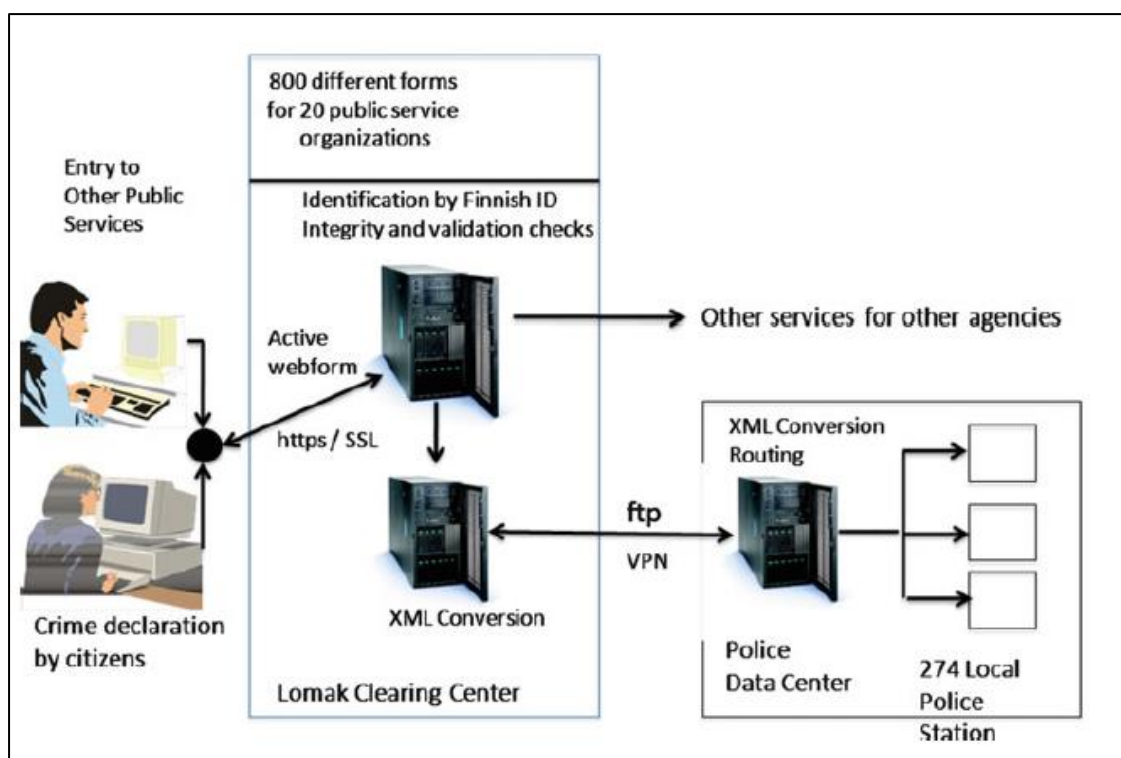 800 different forms
for 20 public service
organizations
Entry to
Other Public
Services
Identification by Finnish ID
Integrity and validation checks
Active
webform
https / SSL
Other services for other agencies
XML Conversion
Routing
ftp
VPN
XML Conversion
Crime declaration
by citizens
Lomak Clearing Center
Police
Data Center
274 Local
Police
Station